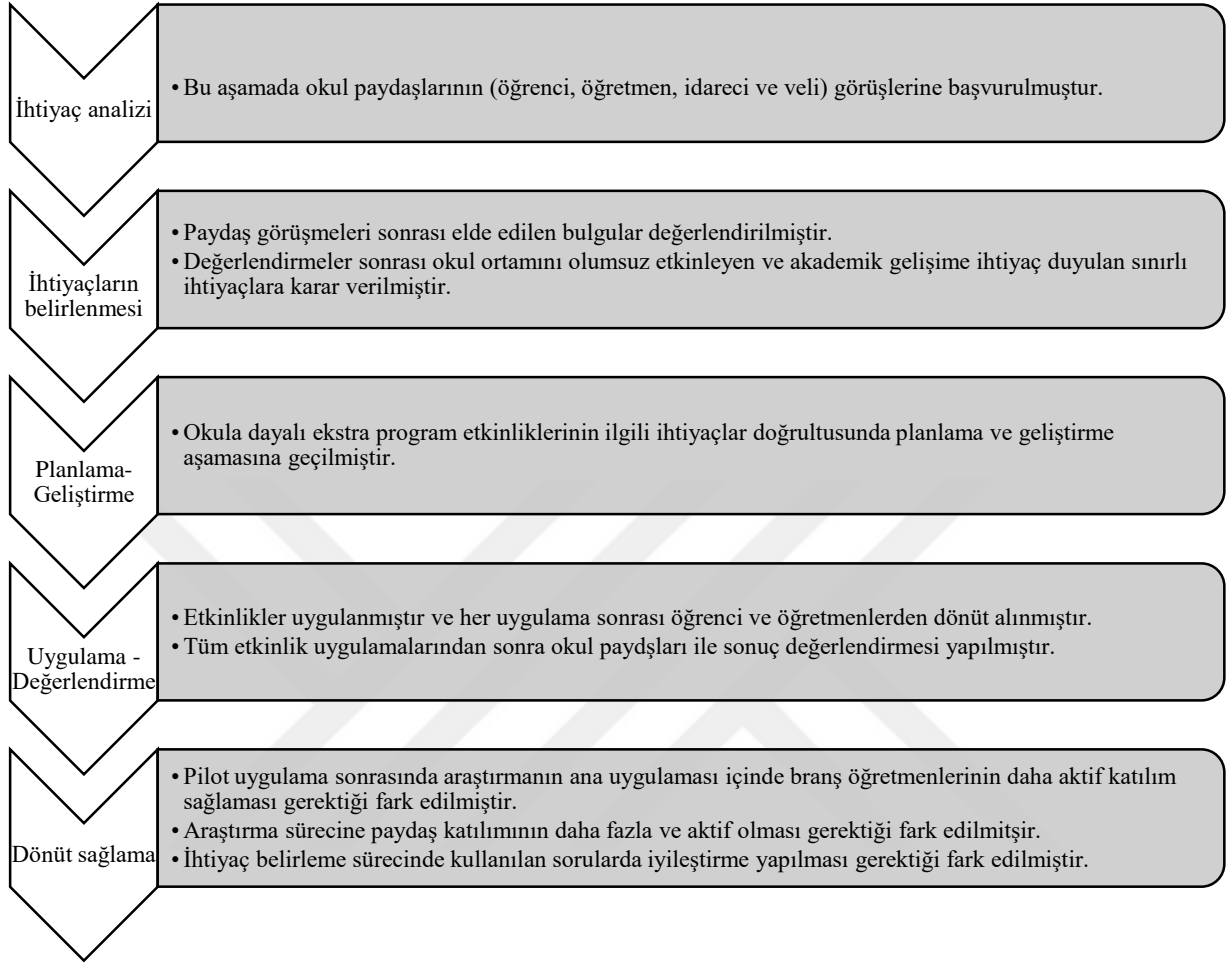 İhtiyaç analizi
• Bu aşamada okul paydaşlarının (öğrenci, öğretmen, idareci ve veli) görüşlerine başvurulmuştur.
İhtiyaçların
belirlenmesi
• Paydaş görüşmeleri sonrası elde edilen bulgular değerlendirilmiştir.
• Değerlendirmeler sonrası okul ortamını olumsuz etkinleyen ve akademik gelişime ihtiyaç duyulan sınırlı
ihtiyaçlara karar verilmiştir.
Planlama-
Geliştirme
• Okula dayalı ekstra program etkinliklerinin ilgili ihtiyaçlar doğrultusunda planlama ve geliştirme
aşamasına geçilmiştir.
Uygulama -
Değerlendirme
• Etkinlikler uygulanmıştır ve her uygulama sonrası öğrenci ve öğretmenlerden dönüt alınmıştır.
• Tüm etkinlik uygulamalarından sonra okul paydşları ile sonuç değerlendirmesi yapılmıştır.
Dönüt sağlama
• Pilot uygulama sonrasında araştırmanın ana uygulaması içinde branş öğretmenlerinin daha aktif katılım
sağlaması gerektiği fark edilmiştir.
• Araştırma sürecine paydaş katılımının daha fazla ve aktif olması gerektiği fark edilmitşir.
• İhtiyaç belirleme sürecinde kullanılan sorularda iyileştirme yapılması gerektiği fark edilmiştir.